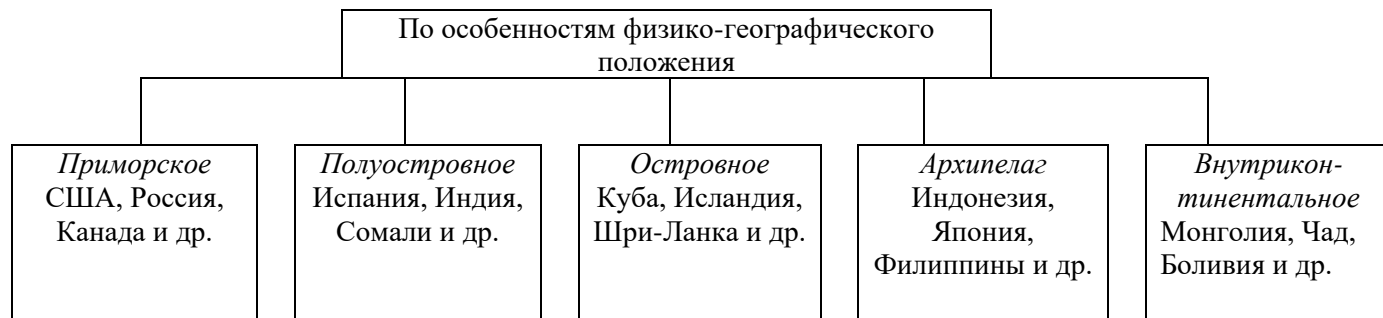 По особенностям физико-географического
положения
Приморское
США, Россия,
Канада и др.
Полуостровное
Испания, Индия,
Сомали и др.
Островное
Куба, Исландия,
Шри-Ланка и др.
Архипелаг
Индонезия,
Япония,
Филиппины и др.
Внутрикон-
тинентальное
Монголия, Чад,
Боливия и др.